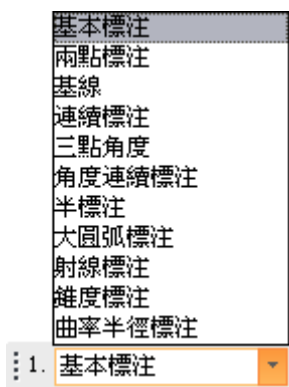 基本標注
兩點標注
基線
連續標注
三點角度
角度連續標注
半標注
大圓弧標注
射線標注
錐度標注
曲率半徑標注
1. 基本標注